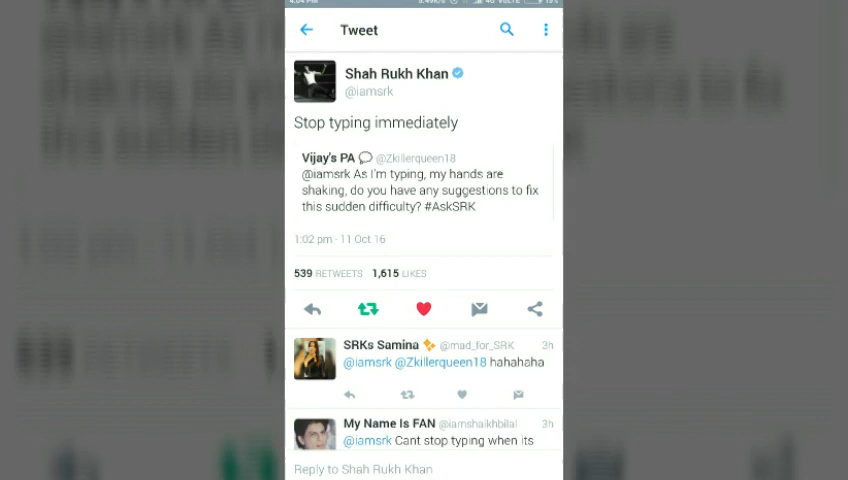 Tweet
Shah Rukh Khan
@iamsrk
Stop typing immediately
Vijay's PA @Zkillerqueen18
@iamsrk As I'm typing, my hands are
shaking, do you have any suggestions to fix
this sudden difficulty? #AskSRK
1:02 pm · 11 Oct 16
539 RETWEETS 1,615 LIKES
SRKs Samina ✨ @mad_for_SRK 3h
@iamsrk @Zkillerqueen18 hahahaha
My Name Is FAN @iamshaikhbilal 3h
@iamsrk Cant stop typing when its
Reply to Shah Rukh Khan